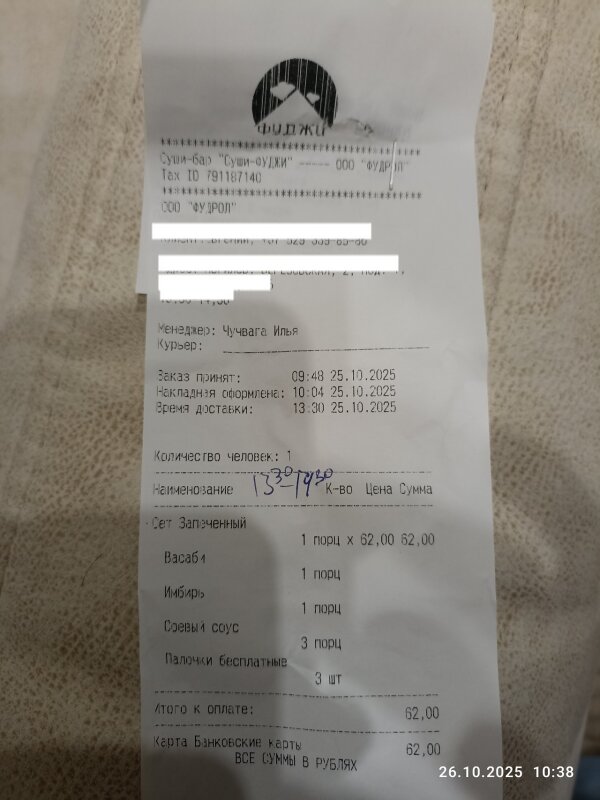 ФУДЖИ
Суши-бар "Суши-ФУДЖИ" ----- ООО "ФУДРОЛ"
Tax ID 791187140
ООО "ФУДРОЛ"
Менеджер: Чучвага Илья
Курьер:
Заказ принят: 09:48 25.10.2025
Накладная оформлена: 10:04 25.10.2025
Время доставки: 13:30 25.10.2025
Количество человек: 1
13 30-14 30
Наименование К-во Цена Сумма
Сет Запеченный
1 порц x 62,00 62,00
Васаби
1 порц
Имбирь
1 порц
Соевый соус
3 порц
Палочки бесплатные
3 шт
Итого к оплате: 62,00
Карта Банковские карты 62,00
ВСЕ СУММЫ В РУБЛЯХ
26.10.2025 10:38